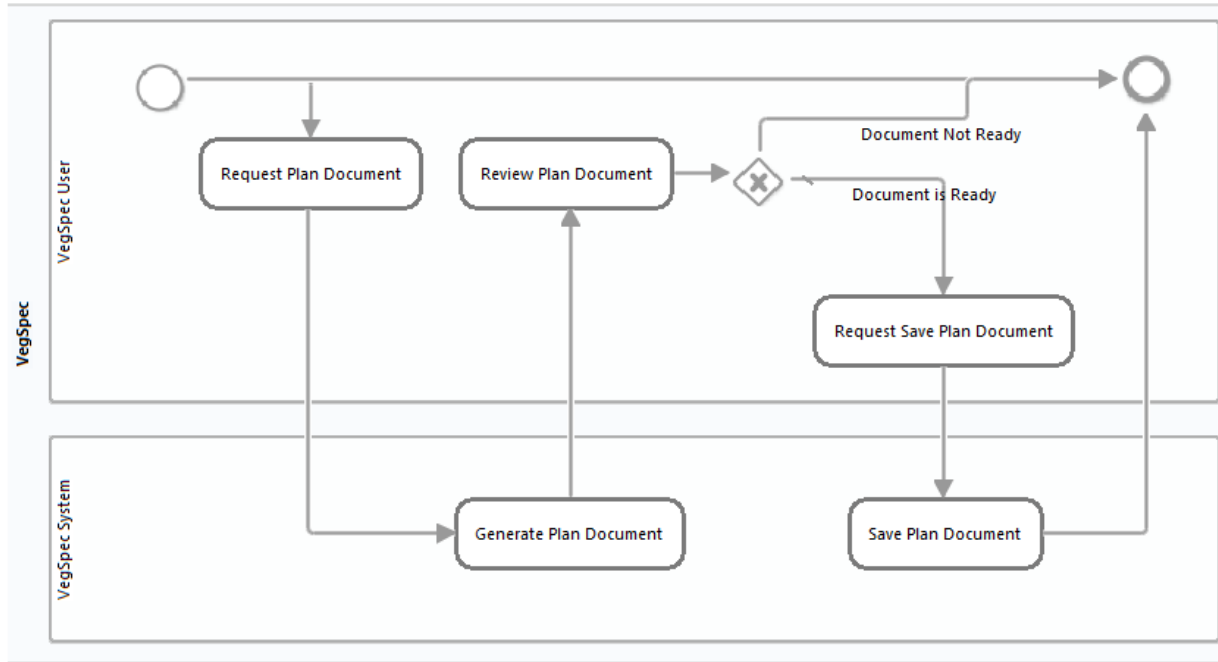 VegSpec
VegSpec User
Request Plan Document
Review Plan Document
Document Not Ready
Document is Ready
Request Save Plan Document
VegSpec System
Generate Plan Document
Save Plan Document